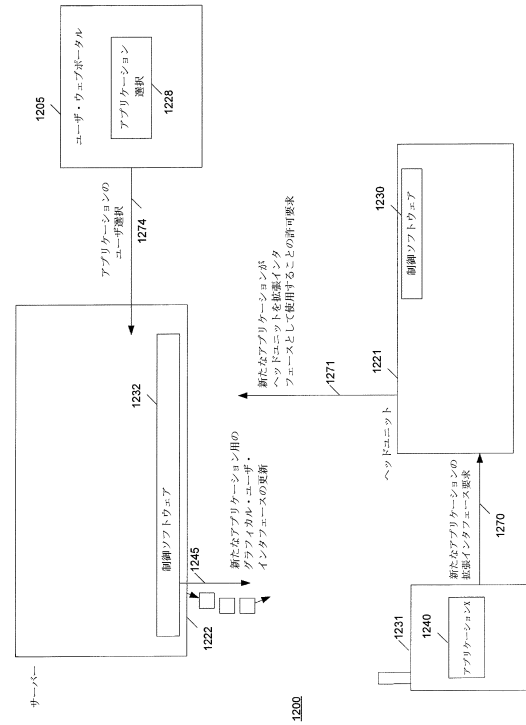 サーバー
1222
制御ソフトウェア
1232
1245
新たなアプリケーション用の
グラフィカル・ユーザ・
インタフェースの更新
アプリケーションの
ユーザ選択
1274
1205
ユーザ・ウェブポータル
アプリケーション
選択
1228
1200
1231
1240
アプリケーションX
新たなアプリケーションの
拡張インタフェース要求
1270
ヘッドユニット
1221
1230
制御ソフトウェア
1271
新たなアプリケーションが
ヘッドユニットを拡張インタ
フェースとして使用することの許可要求